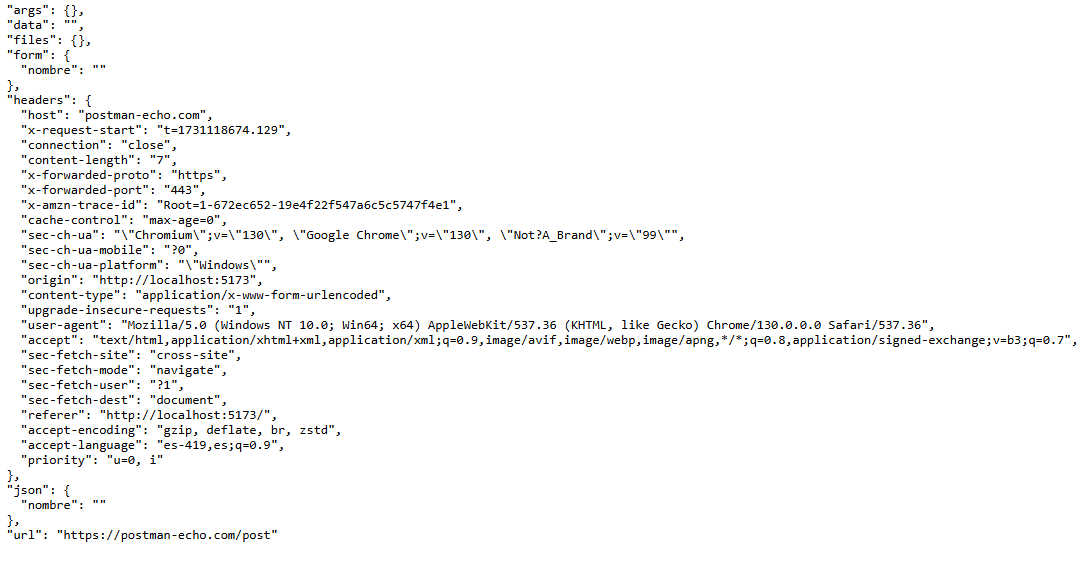 "args": {},
"data": "",
"files": {},
"form": {
  "nombre": ""
},
"headers": {
  "host": "postman-echo.com",
  "x-request-start": "t=1731118674.129",
  "connection": "close",
  "content-length": "7",
  "x-forwarded-proto": "https",
  "x-forwarded-port": "443",
  "x-amzn-trace-id": "Root=1-672ec652-19e4f22f547a6c5c5747f4e1",
  "cache-control": "max-age=0",
  "sec-ch-ua": "\"Chromium\";v=\"130\", \"Google Chrome\";v=\"130\", \"Not?A_Brand\";v=\"99\"",
  "sec-ch-ua-mobile": "?0",
  "sec-ch-ua-platform": "\"Windows\"",
  "origin": "http://localhost:5173",
  "content-type": "application/x-www-form-urlencoded",
  "upgrade-insecure-requests": "1",
  "user-agent": "Mozilla/5.0 (Windows NT 10.0; Win64; x64) AppleWebKit/537.36 (KHTML, like Gecko) Chrome/130.0.0.0 Safari/537.36",
  "accept": "text/html,application/xhtml+xml,application/xml;q=0.9,image/avif,image/webp,image/apng,*/*;q=0.8,application/signed-exchange;v=b3;q=0.7",
  "sec-fetch-site": "cross-site",
  "sec-fetch-mode": "navigate",
  "sec-fetch-user": "?1",
  "sec-fetch-dest": "document",
  "referer": "http://localhost:5173/",
  "accept-encoding": "gzip, deflate, br, zstd",
  "accept-language": "es-419,es;q=0.9",
  "priority": "u=0, i"
},
"json": {
  "nombre": ""
},
"url": "https://postman-echo.com/post"